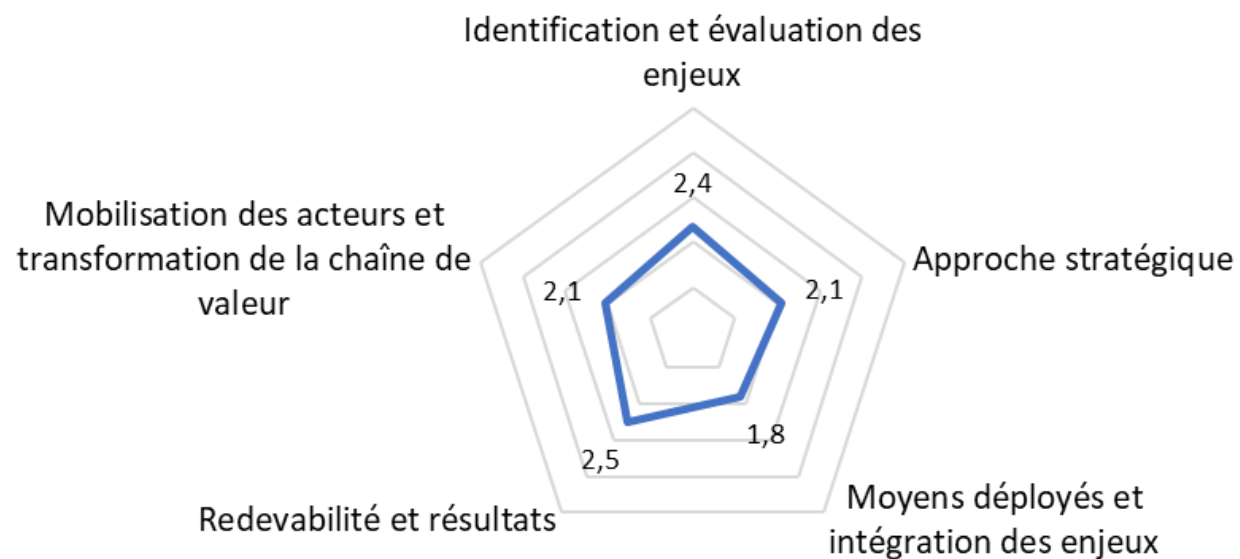 Identification et évaluation des
enjeux
2,4
Mobilisation des acteurs et
transformation de la chaîne de
valeur
2,1
2,1
Approche stratégique
1,8
2,5
Redevabilité et résultats
Moyens déployés et
intégration des enjeux